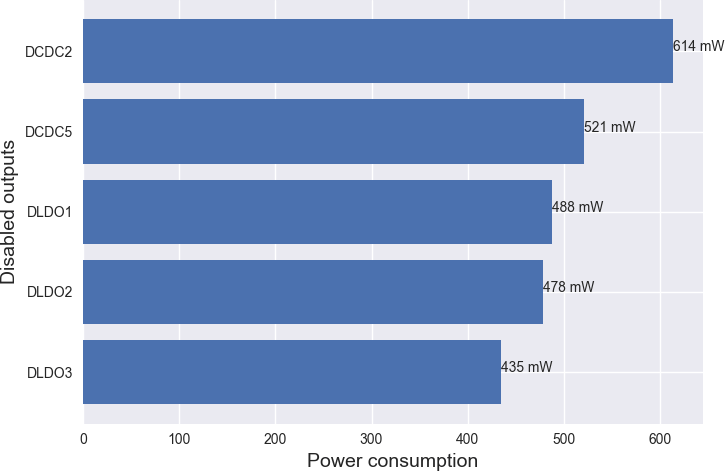 DCDC2
614 mW
DCDC5
521 mW
DLDO1
488 mW
DLDO2
478 mW
DLDO3
435 mW
Disabled outputs
0 100 200 300 400 500 600
Power consumption